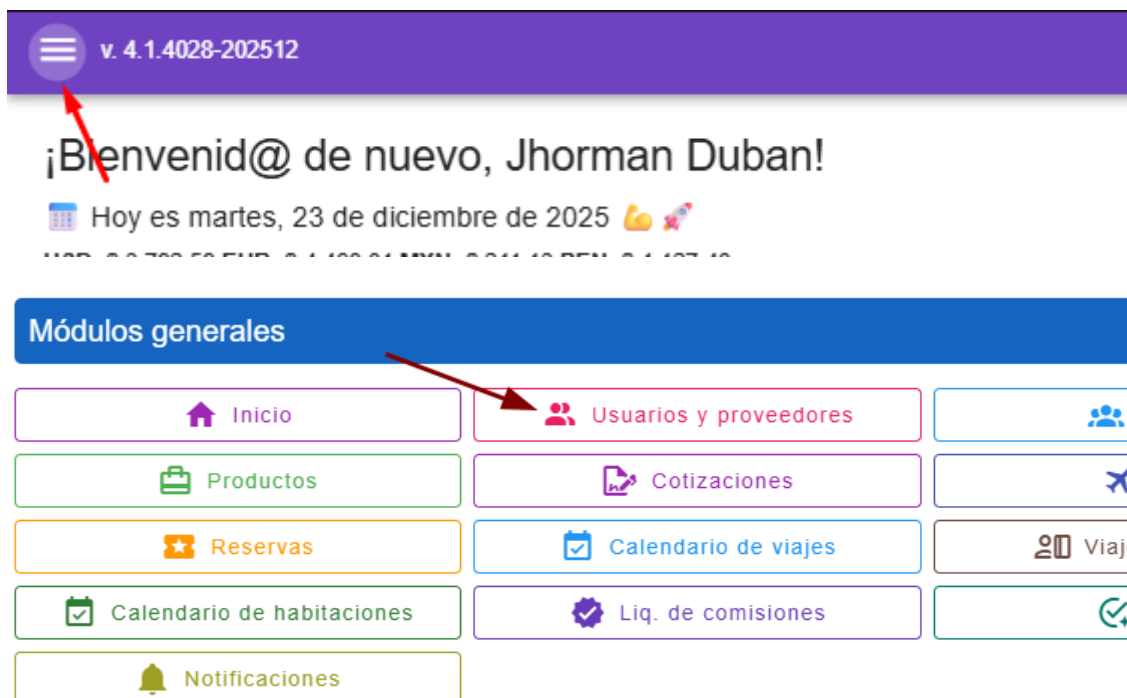 v. 4.1.4028-202512
¡Bienvenid@ de nuevo, Jhorman Duban!
Hoy es martes, 23 de diciembre de 2025
Módulos generales
Inicio
Usuarios y proveedores
Productos
Cotizaciones
Reservas
Calendario de viajes
Calendario de habitaciones
Liq. de comisiones
Notificaciones